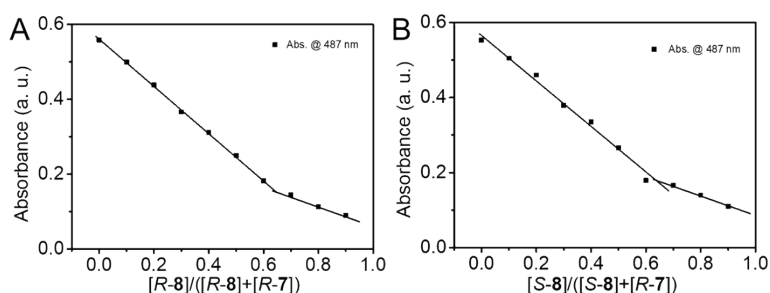 A
Absorbance (a. u.)
0.6
0.4
0.2
0.0
Abs. @ 487 nm
0.0 0.2 0.4 0.6 0.8 1.0
[R-8]/([R-8]+[R-7])
B
Absorbance (a. u.)
0.6
0.4
0.2
0.0
Abs. @ 487 nm
0.0 0.2 0.4 0.6 0.8 1.0
[S-8]/([S-8]+[R-7])